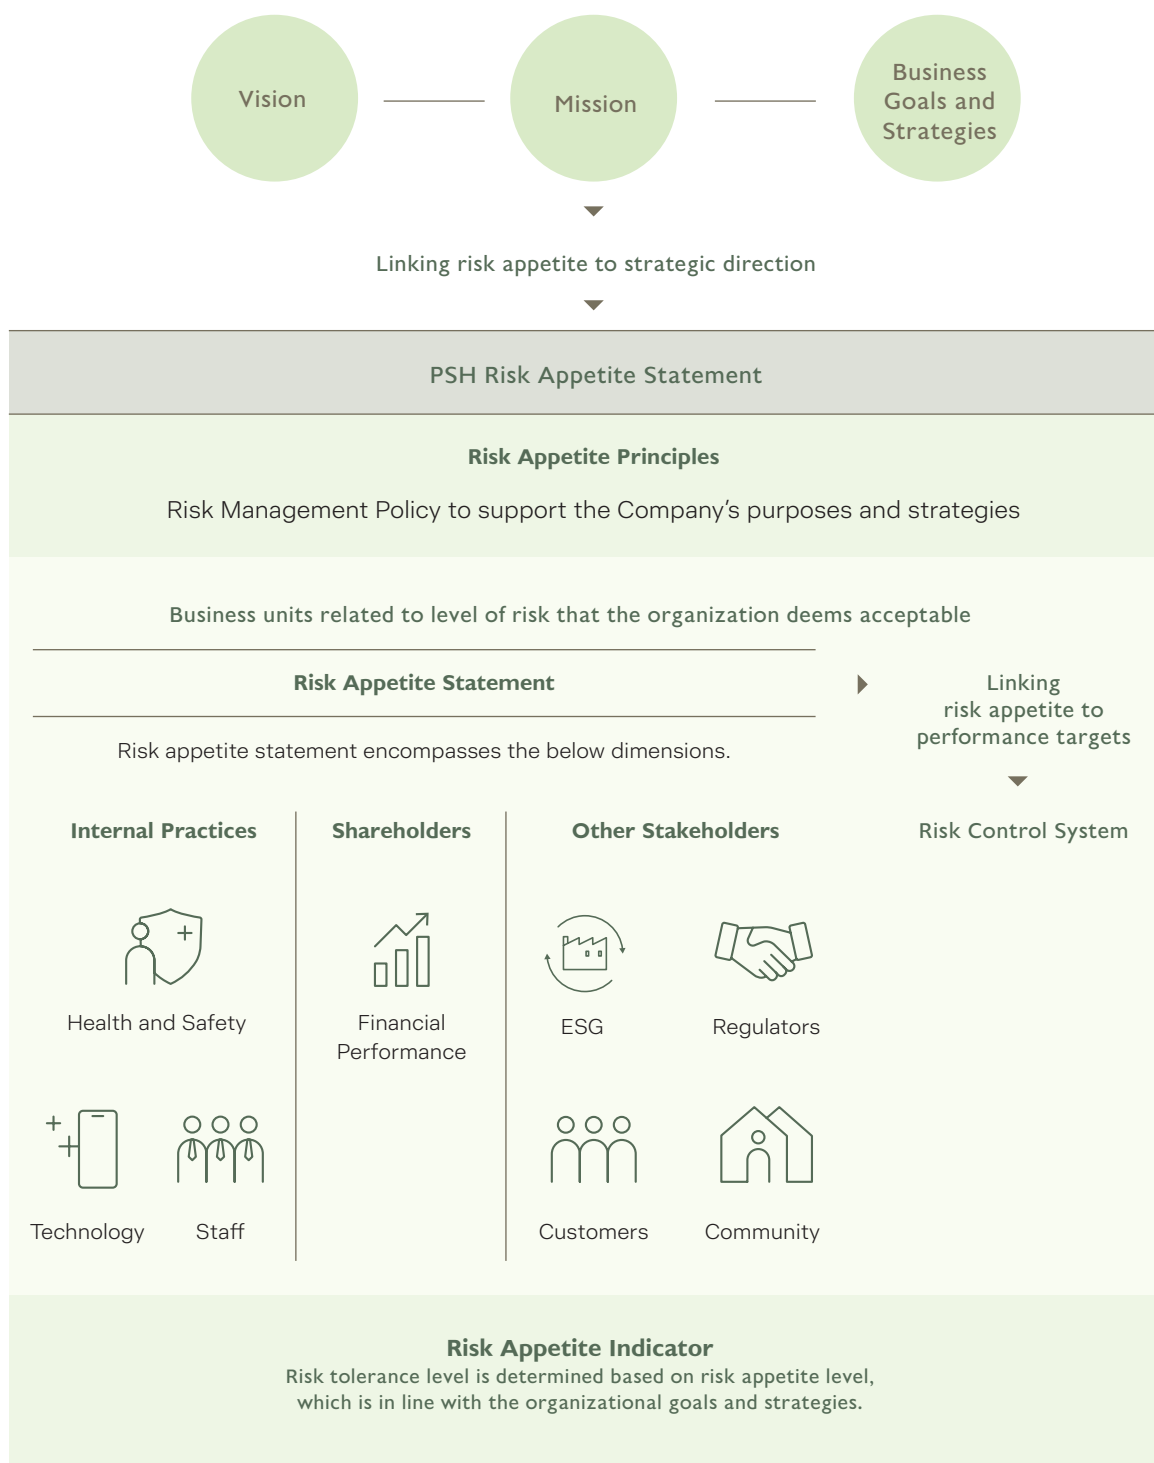 Vision
Mission
Business
Goals and
Strategies
Linking risk appetite to strategic direction
PSH Risk Appetite Statement
Risk Appetite Principles
Risk Management Policy to support the Company’s purposes and strategies
Business units related to level of risk that the organization deems acceptable
Risk Appetite Statement
Risk appetite statement encompasses the below dimensions.
Linking
risk appetite to
performance targets
Risk Control System
Internal Practices
Health and Safety
Technology
Staff
Shareholders
Financial
Performance
Other Stakeholders
ESG
Regulators
Customers
Community
Risk Appetite Indicator
Risk tolerance level is determined based on risk appetite level,
which is in line with the organizational goals and strategies.